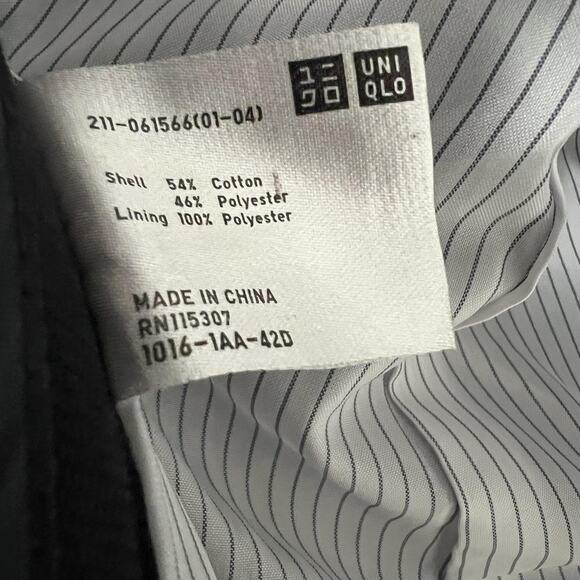 ユニ UNI
クロ QLO
211-061566(01-04)
Shell 54% Cotton
46% Polyester
Lining 100% Polyester
MADE IN CHINA
RN115307
1016-1AA-42D